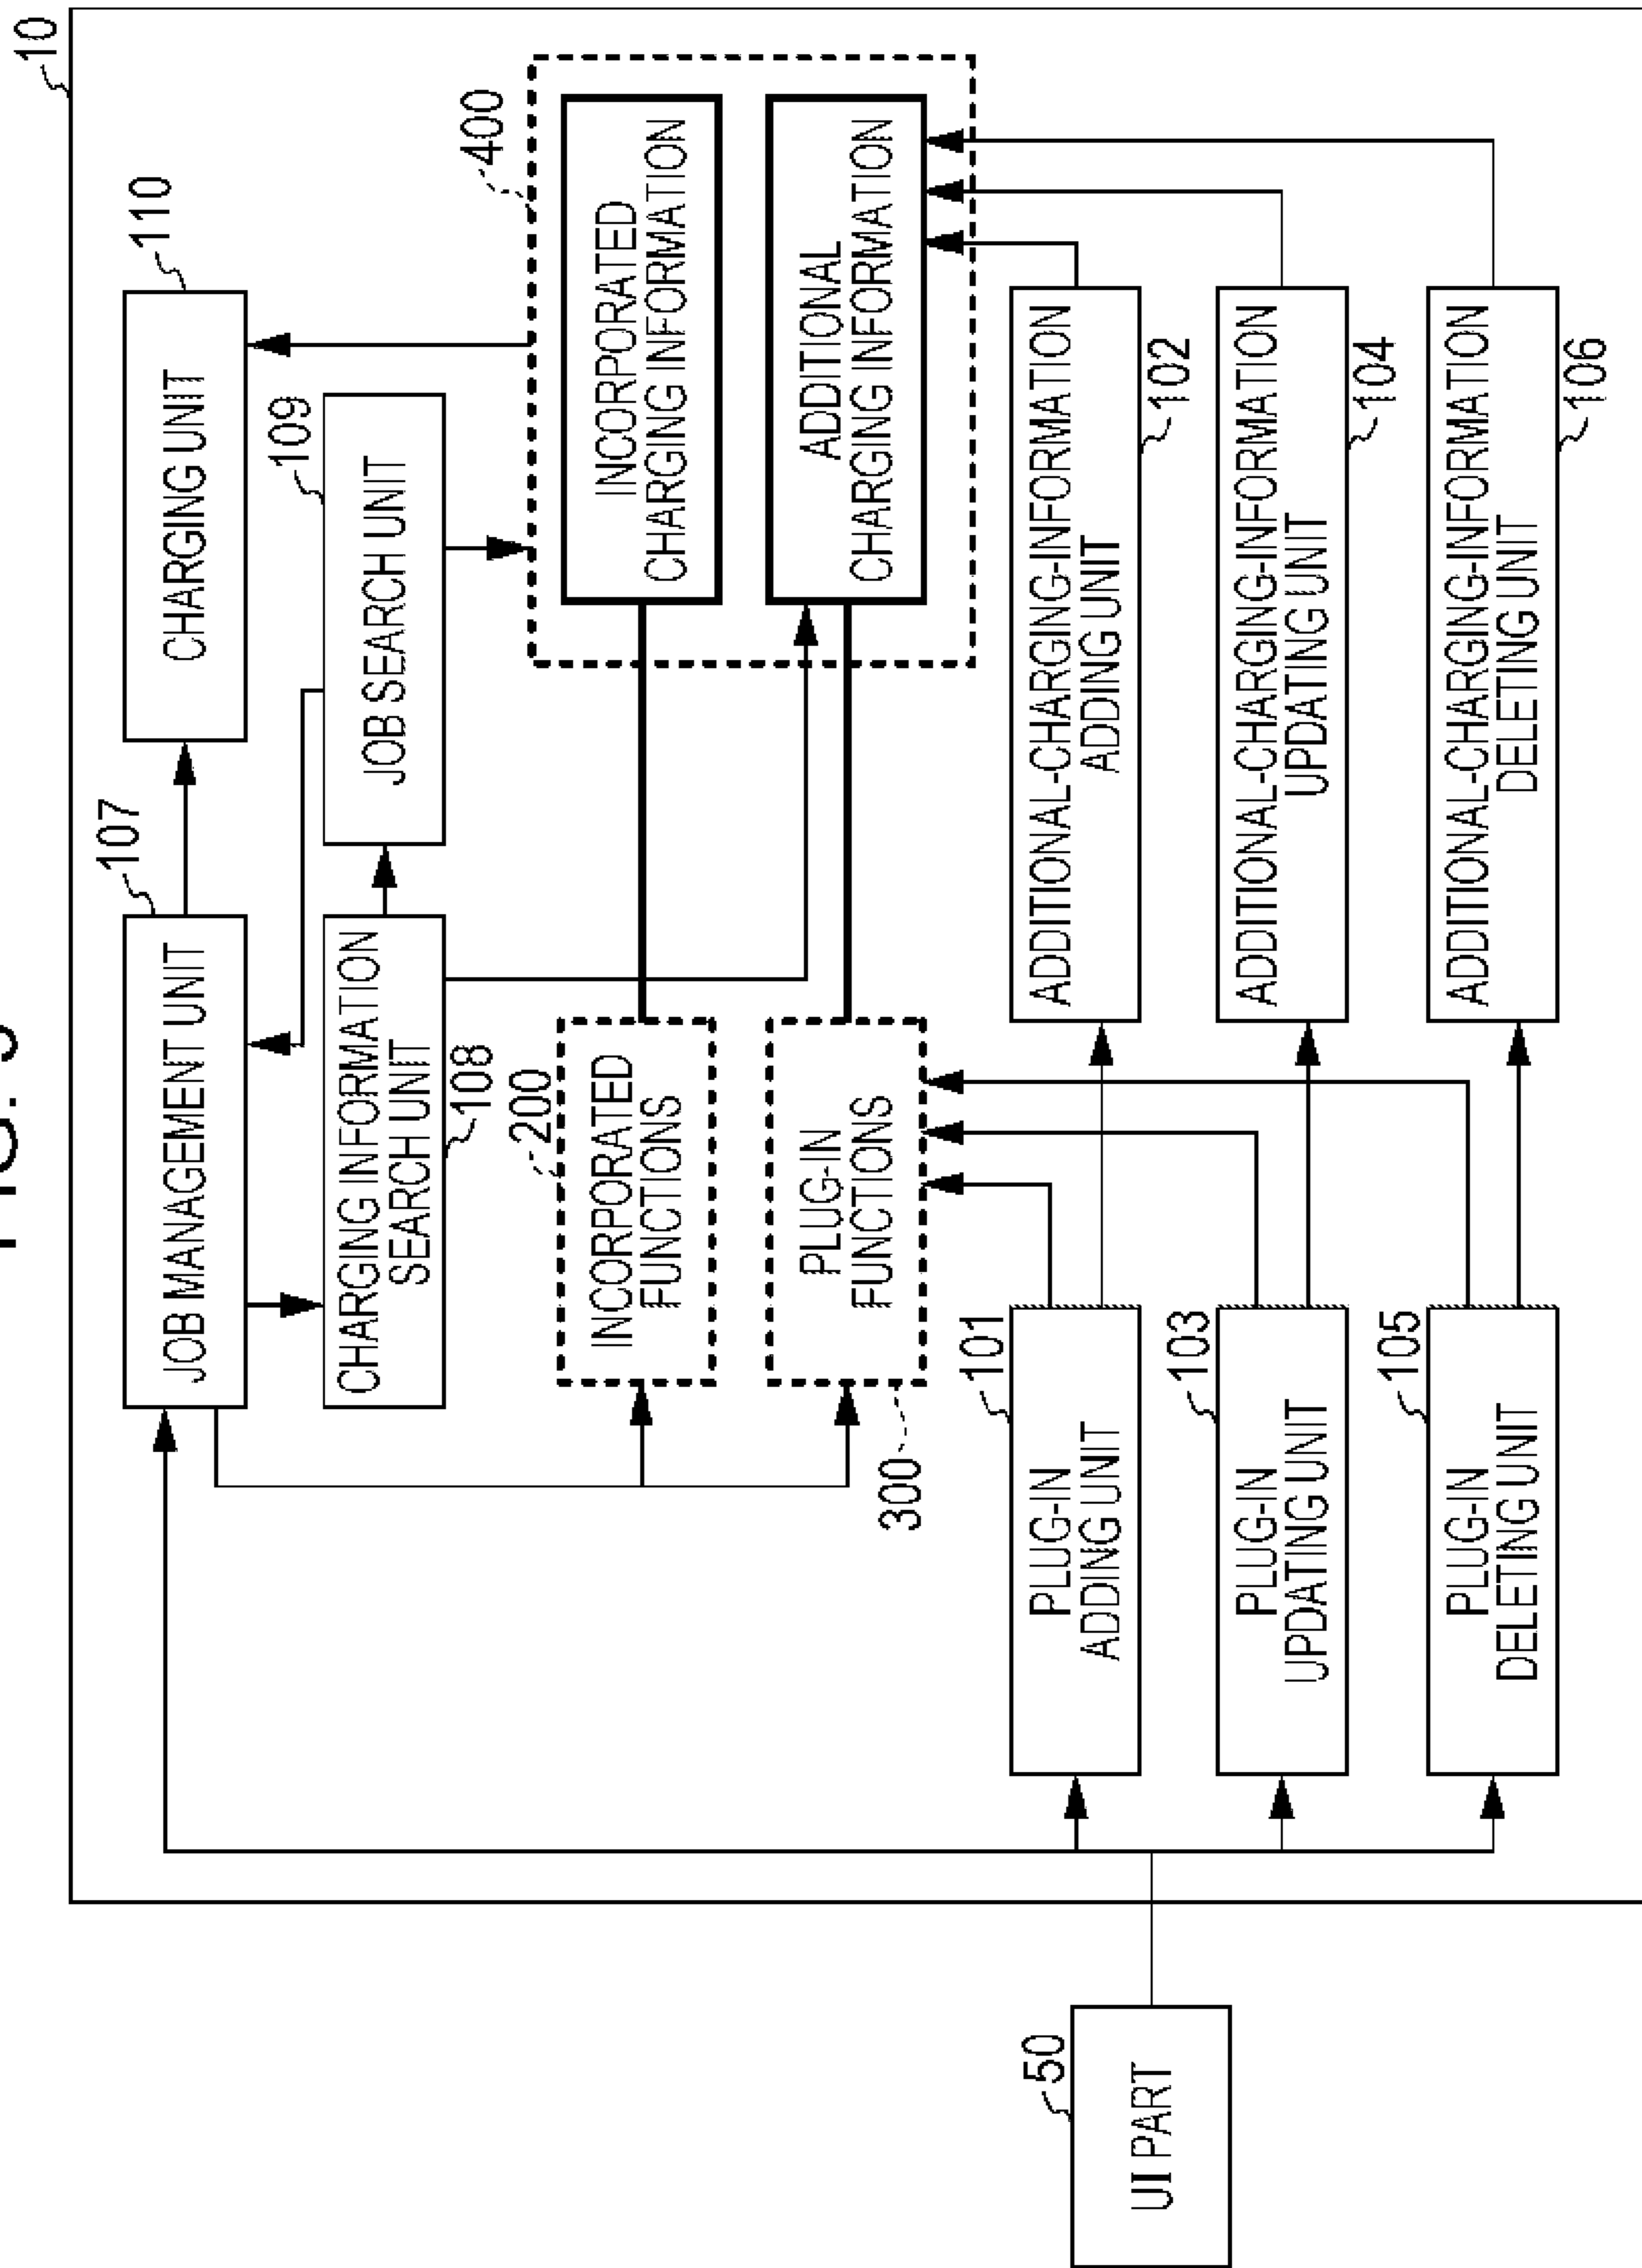 FIG.
10
107
JOB MANAGEMENT UNIT
110
CHARGING UNIT
CHARGING INFORMATION
SEARCH UNIT
108
109
JOB SEARCH UNIT
200
INCORPORATED
FUNCTIONS
400
INCORPORATED
CHARGING INFORMATION
PLUG-IN
FUNCTIONS
300
ADDITIONAL
CHARGING INFORMATION
101
PLUG-IN
ADDING UNIT
ADDITIONAL-CHARGING-INFORMATION
ADDING UNIT
102
50
UI PART
103
PLUG-IN
UPDATING UNIT
ADDITIONAL-CHARGING-INFORMATION
UPDATING UNIT
104
105
PLUG-IN
DELETING UNIT
ADDITIONAL-CHARGING-INFORMATION
DELETING UNIT
106